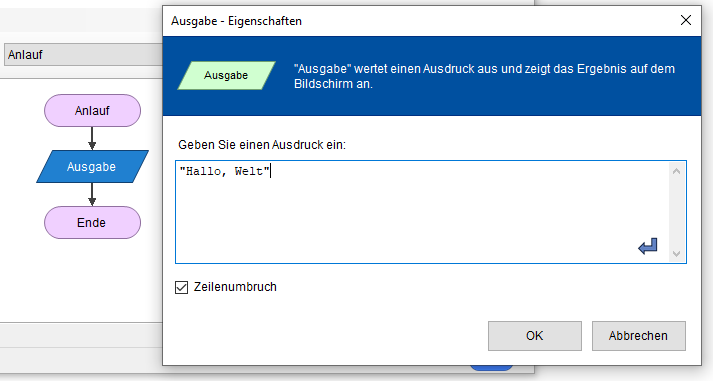 Ausgabe - Eigenschaften
Ausgabe
"Ausgabe" wertet einen Ausdruck aus und zeigt das Ergebnis auf dem
Bildschirm an.
Anlauf
Anlauf
Ausgabe
Ende
Geben Sie einen Ausdruck ein:
"Hallo, Welt"
Zeilenumbruch
OK
Abbrechen